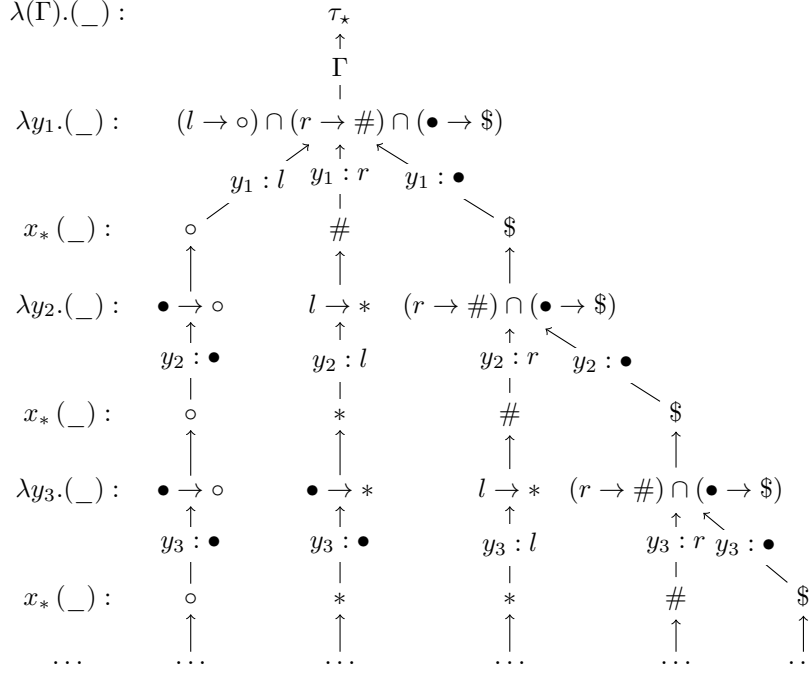 λ(Γ).(_) : τ⋆
Γ
λy₁.(_) : (l → ∘) ∩ (r → #) ∩ (• → $)
y₁ : l y₁ : r y₁ : •
x∗ (_) : ∘ # $
λy₂.(_) : • → ∘ l → ∗ (r → #) ∩ (• → $)
y₂ : • y₂ : l y₂ : r y₂ : •
x∗ (_) : ∘ ∗ # $
λy₃.(_) : • → ∘ • → ∗ l → ∗ (r → #) ∩ (• → $)
y₃ : • y₃ : • y₃ : l y₃ : r y₃ : •
x∗ (_) : ∘ ∗ ∗ # $
... ... ... ... ... ..